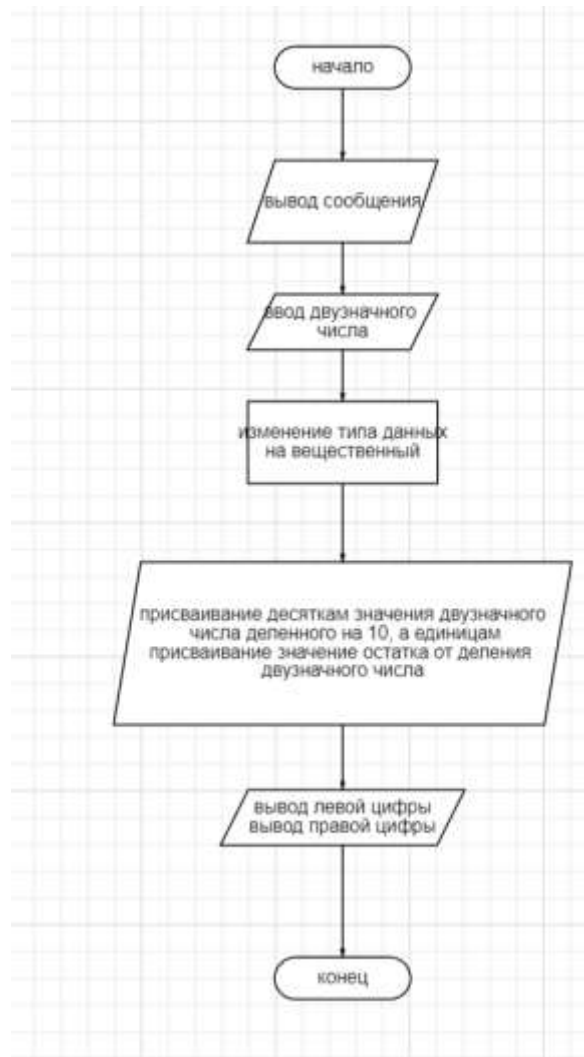 начало
вывод сообщения
ввод двузначного
числа
изменение типа данных
на вещественный
присваивание десяткам значения двузначного
числа деленного на 10, а единицам
присваивание значение остатка от деления
двузначного числа
вывод левой цифры
вывод правой цифры
конец